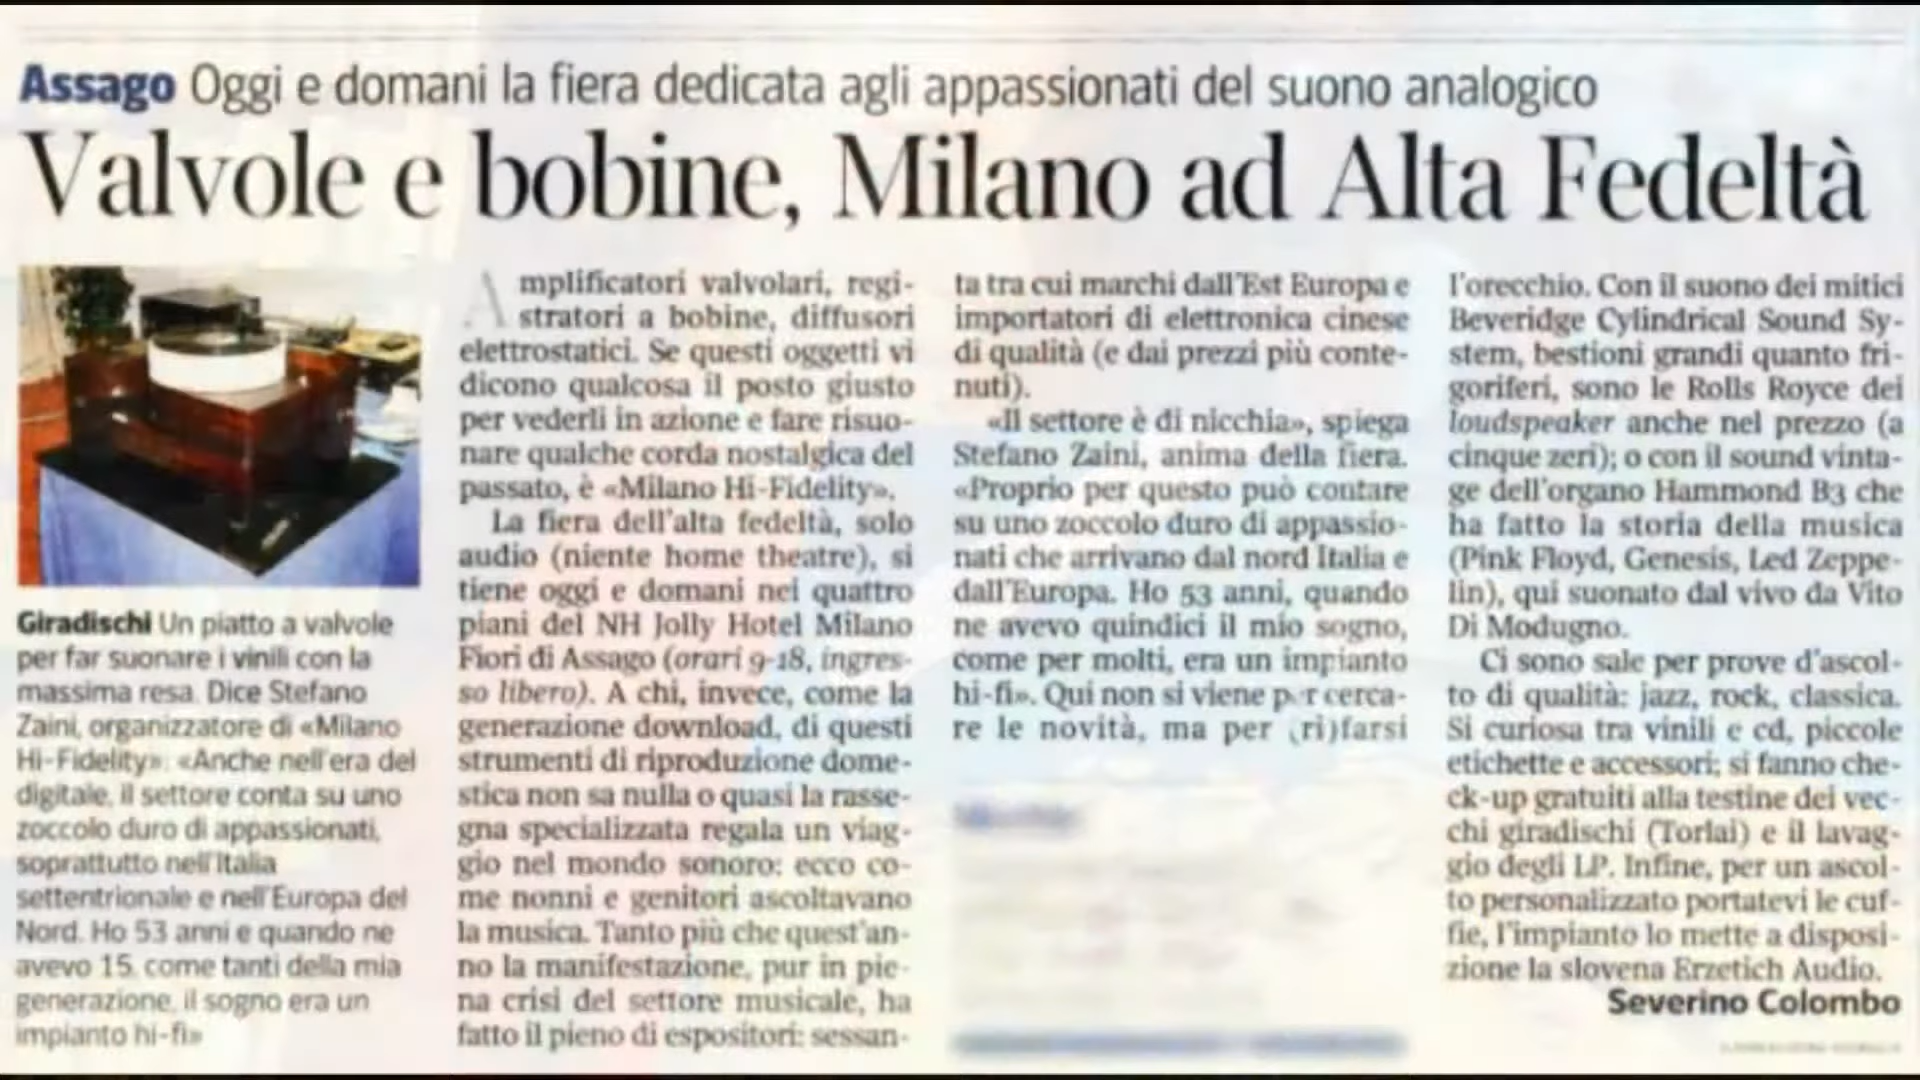 Assago Oggi e domani la fiera dedicata agli appassionati del suono analogico
Valvole e bobine, Milano ad Alta Fedeltà
Giradischi Un piatto a valvole
per far suonare i vinili con la
massima resa. Dice Stefano
Zaini, organizzatore di «Milano
Hi-Fidelity»: «Anche nell'era del
digitale, il settore conta su uno
zoccolo duro di appassionati,
soprattutto nell'Italia
settentrionale e nell'Europa del
Nord. Ho 53 anni e quando ne
avevo 15, come tanti della mia
generazione, il sogno era un
impianto hi-fi»
Amplificatori valvolari, regi-
stratori a bobine, diffusori
elettrostatici. Se questi oggetti vi
dicono qualcosa il posto giusto
per vederli in azione e fare risuo-
nare qualche corda nostalgica del
passato, è «Milano Hi-Fidelity».
La fiera dell'alta fedeltà, solo
audio (niente home theatre), si
tiene oggi e domani nei quattro
piani del NH Jolly Hotel Milano
Fiori di Assago (orari 9-18, ingres-
so libero). A chi, invece, come la
generazione download, di questi
strumenti di riproduzione dome-
stica non sa nulla o quasi la rasse-
gna specializzata regala un viag-
gio nel mondo sonoro: ecco co-
me nonni e genitori ascoltavano
la musica. Tanto più che quest'an-
no la manifestazione, pur in pie-
na crisi del settore musicale, ha
fatto il pieno di espositori: sessan-
ta tra cui marchi dall'Est Europa e
importatori di elettronica cinese
di qualità (e dai prezzi più conte-
nuti).
«Il settore è di nicchia», spiega
Stefano Zaini, anima della fiera.
«Proprio per questo può contare
su uno zoccolo duro di appassio-
nati che arrivano dal nord Italia e
dall'Europa. Ho 53 anni, quando
ne avevo quindici il mio sogno,
come per molti, era un impianto
hi-fi». Qui non si viene per cerca-
re le novità, ma per (ri)farsi
l'orecchio. Con il suono dei mitici
Beveridge Cylindrical Sound Sy-
stem, bestioni grandi quanto fri-
goriferi, sono le Rolls Royce dei
loudspeaker anche nel prezzo (a
cinque zeri); o con il sound vinta-
ge dell'organo Hammond B3 che
ha fatto la storia della musica
(Pink Floyd, Genesis, Led Zeppe-
lin), qui suonato dal vivo da Vito
Di Modugno.
Ci sono sale per prove d'ascol-
to di qualità: jazz, rock, classica.
Si curiosa tra vinili e cd, piccole
etichette e accessori; si fanno che-
ck-up gratuiti alla testine dei vec-
chi giradischi (Torlai) e il lavag-
gio degli LP. Infine, per un ascol-
to personalizzato portatevi le cuf-
fie, l'impianto lo mette a disposi-
zione la slovena Erzetich Audio.
Severino Colombo